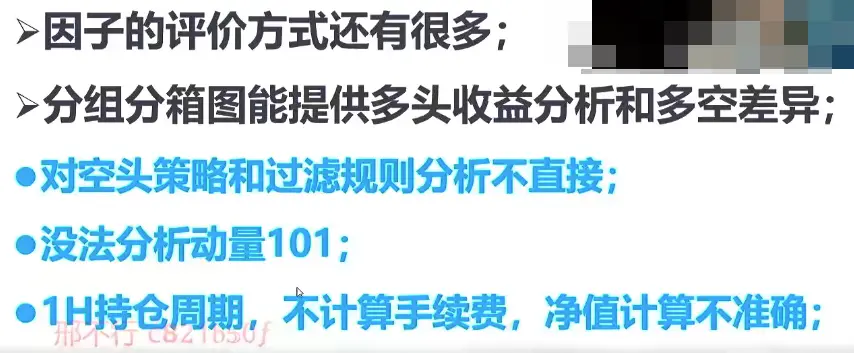 ➢因子的评价方式还有很多；
➢分组分箱图能提供多头收益分析和多空差异；
●对空头策略和过滤规则分析不直接；
●没法分析动量101；
●1H持仓周期，不计算手续费，净值计算不准确；
邢不行